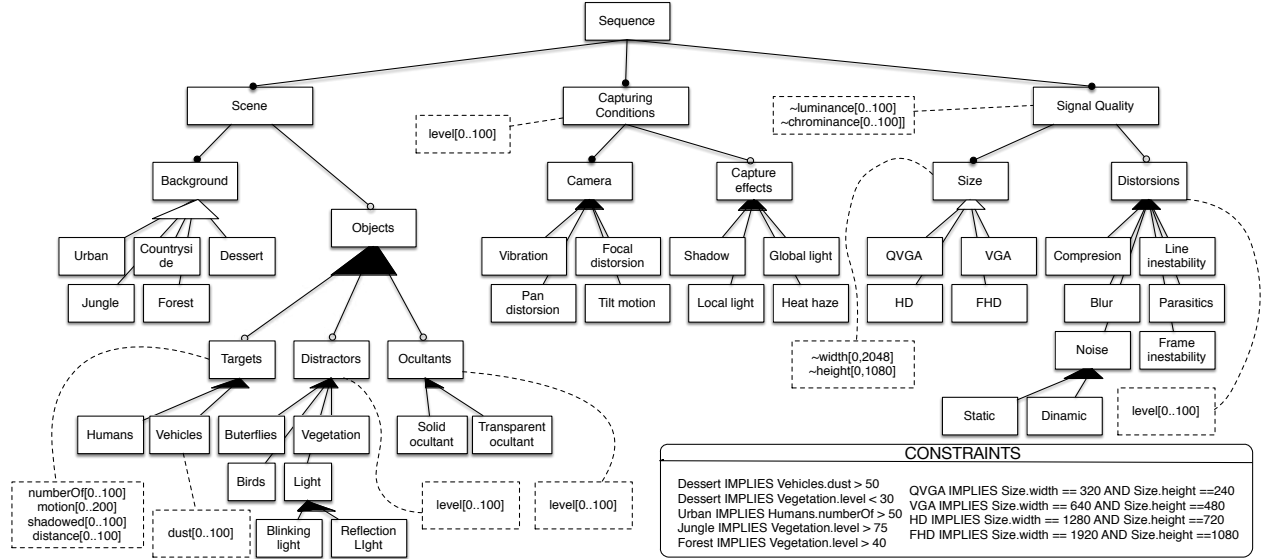 Sequence
Scene
Capturing
Conditions
Signal Quality
level[0..100]
~luminance[0..100]
~chrominance[0..100]]
Background
Objects
Camera
Capture
effects
Size
Distorsions
Urban
Countrysi
de
Dessert
Jungle
Forest
Vibration
Focal
distorsion
Pan
distorsion
Tilt motion
Shadow
Global light
Local light
Heat haze
QVGA
VGA
HD
FHD
Compresion
Line
inestability
Blur
Parasitics
Noise
Frame
inestability
Static
Dinamic
Targets
Distractors
Ocultants
~width[0,2048]
~height[0,1080]
level[0..100]
Humans
Vehicles
Buterflies
Vegetation
Solid
ocultant
Transparent
ocultant
Birds
Light
Blinking
light
Reflection
LIght
numberOf[0..100]
motion[0..200]
shadowed[0..100]
distance[0..100]
dust[0..100]
level[0..100]
level[0..100]
CONSTRAINTS
Dessert IMPLIES Vehicles.dust > 50
Dessert IMPLIES Vegetation.level < 30
Urban IMPLIES Humans.numberOf > 50
Jungle IMPLIES Vegetation.level > 75
Forest IMPLIES Vegetation.level > 40
QVGA IMPLIES Size.width == 320 AND Size.height ==240
VGA IMPLIES Size.width == 640 AND Size.height ==480
HD IMPLIES Size.width == 1280 AND Size.height ==720
FHD IMPLIES Size.width == 1920 AND Size.height ==1080